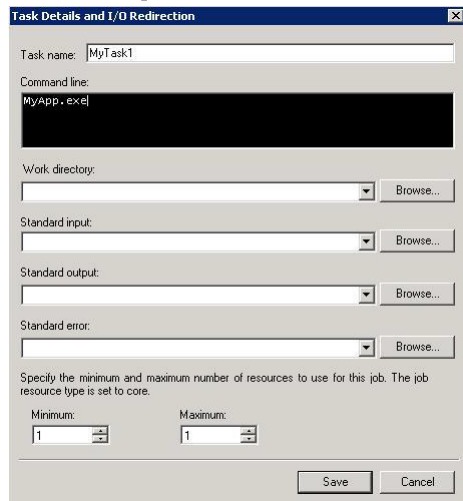 Task Details and I/O Redirection
Task name: MyTask1
Command line:
MyApp.exe
Work directory:
Browse...
Standard input:
Browse...
Standard output:
Browse...
Standard error:
Browse...
Specify the minimum and maximum number of resources to use for this job. The job
resource type is set to core.
Minimum: Maximum:
1 1
Save Cancel